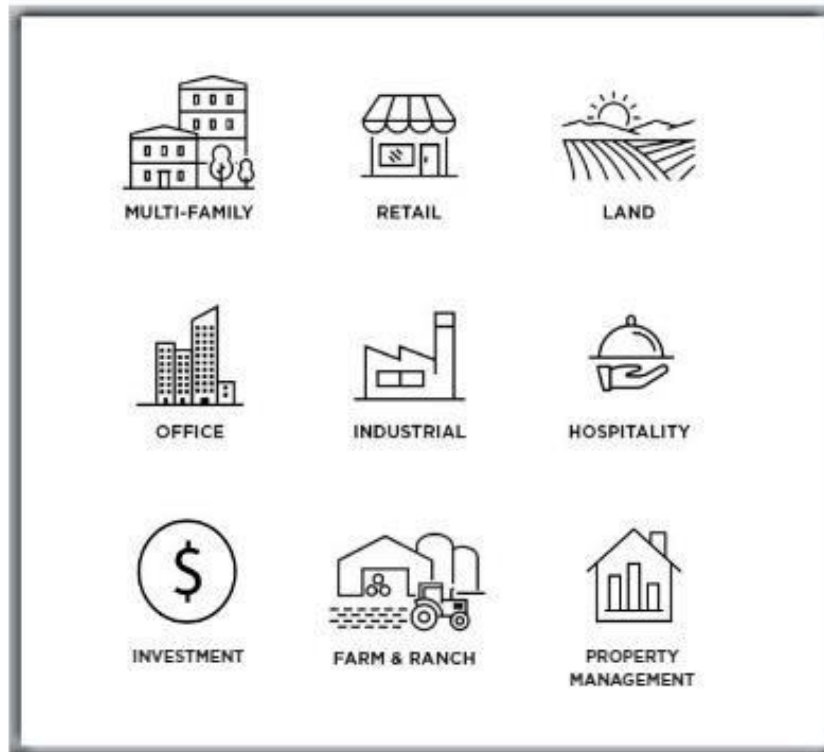 MULTI-FAMILY
RETAIL
LAND
OFFICE
INDUSTRIAL
HOSPITALITY
$
INVESTMENT
FARM & RANCH
PROPERTY
MANAGEMENT